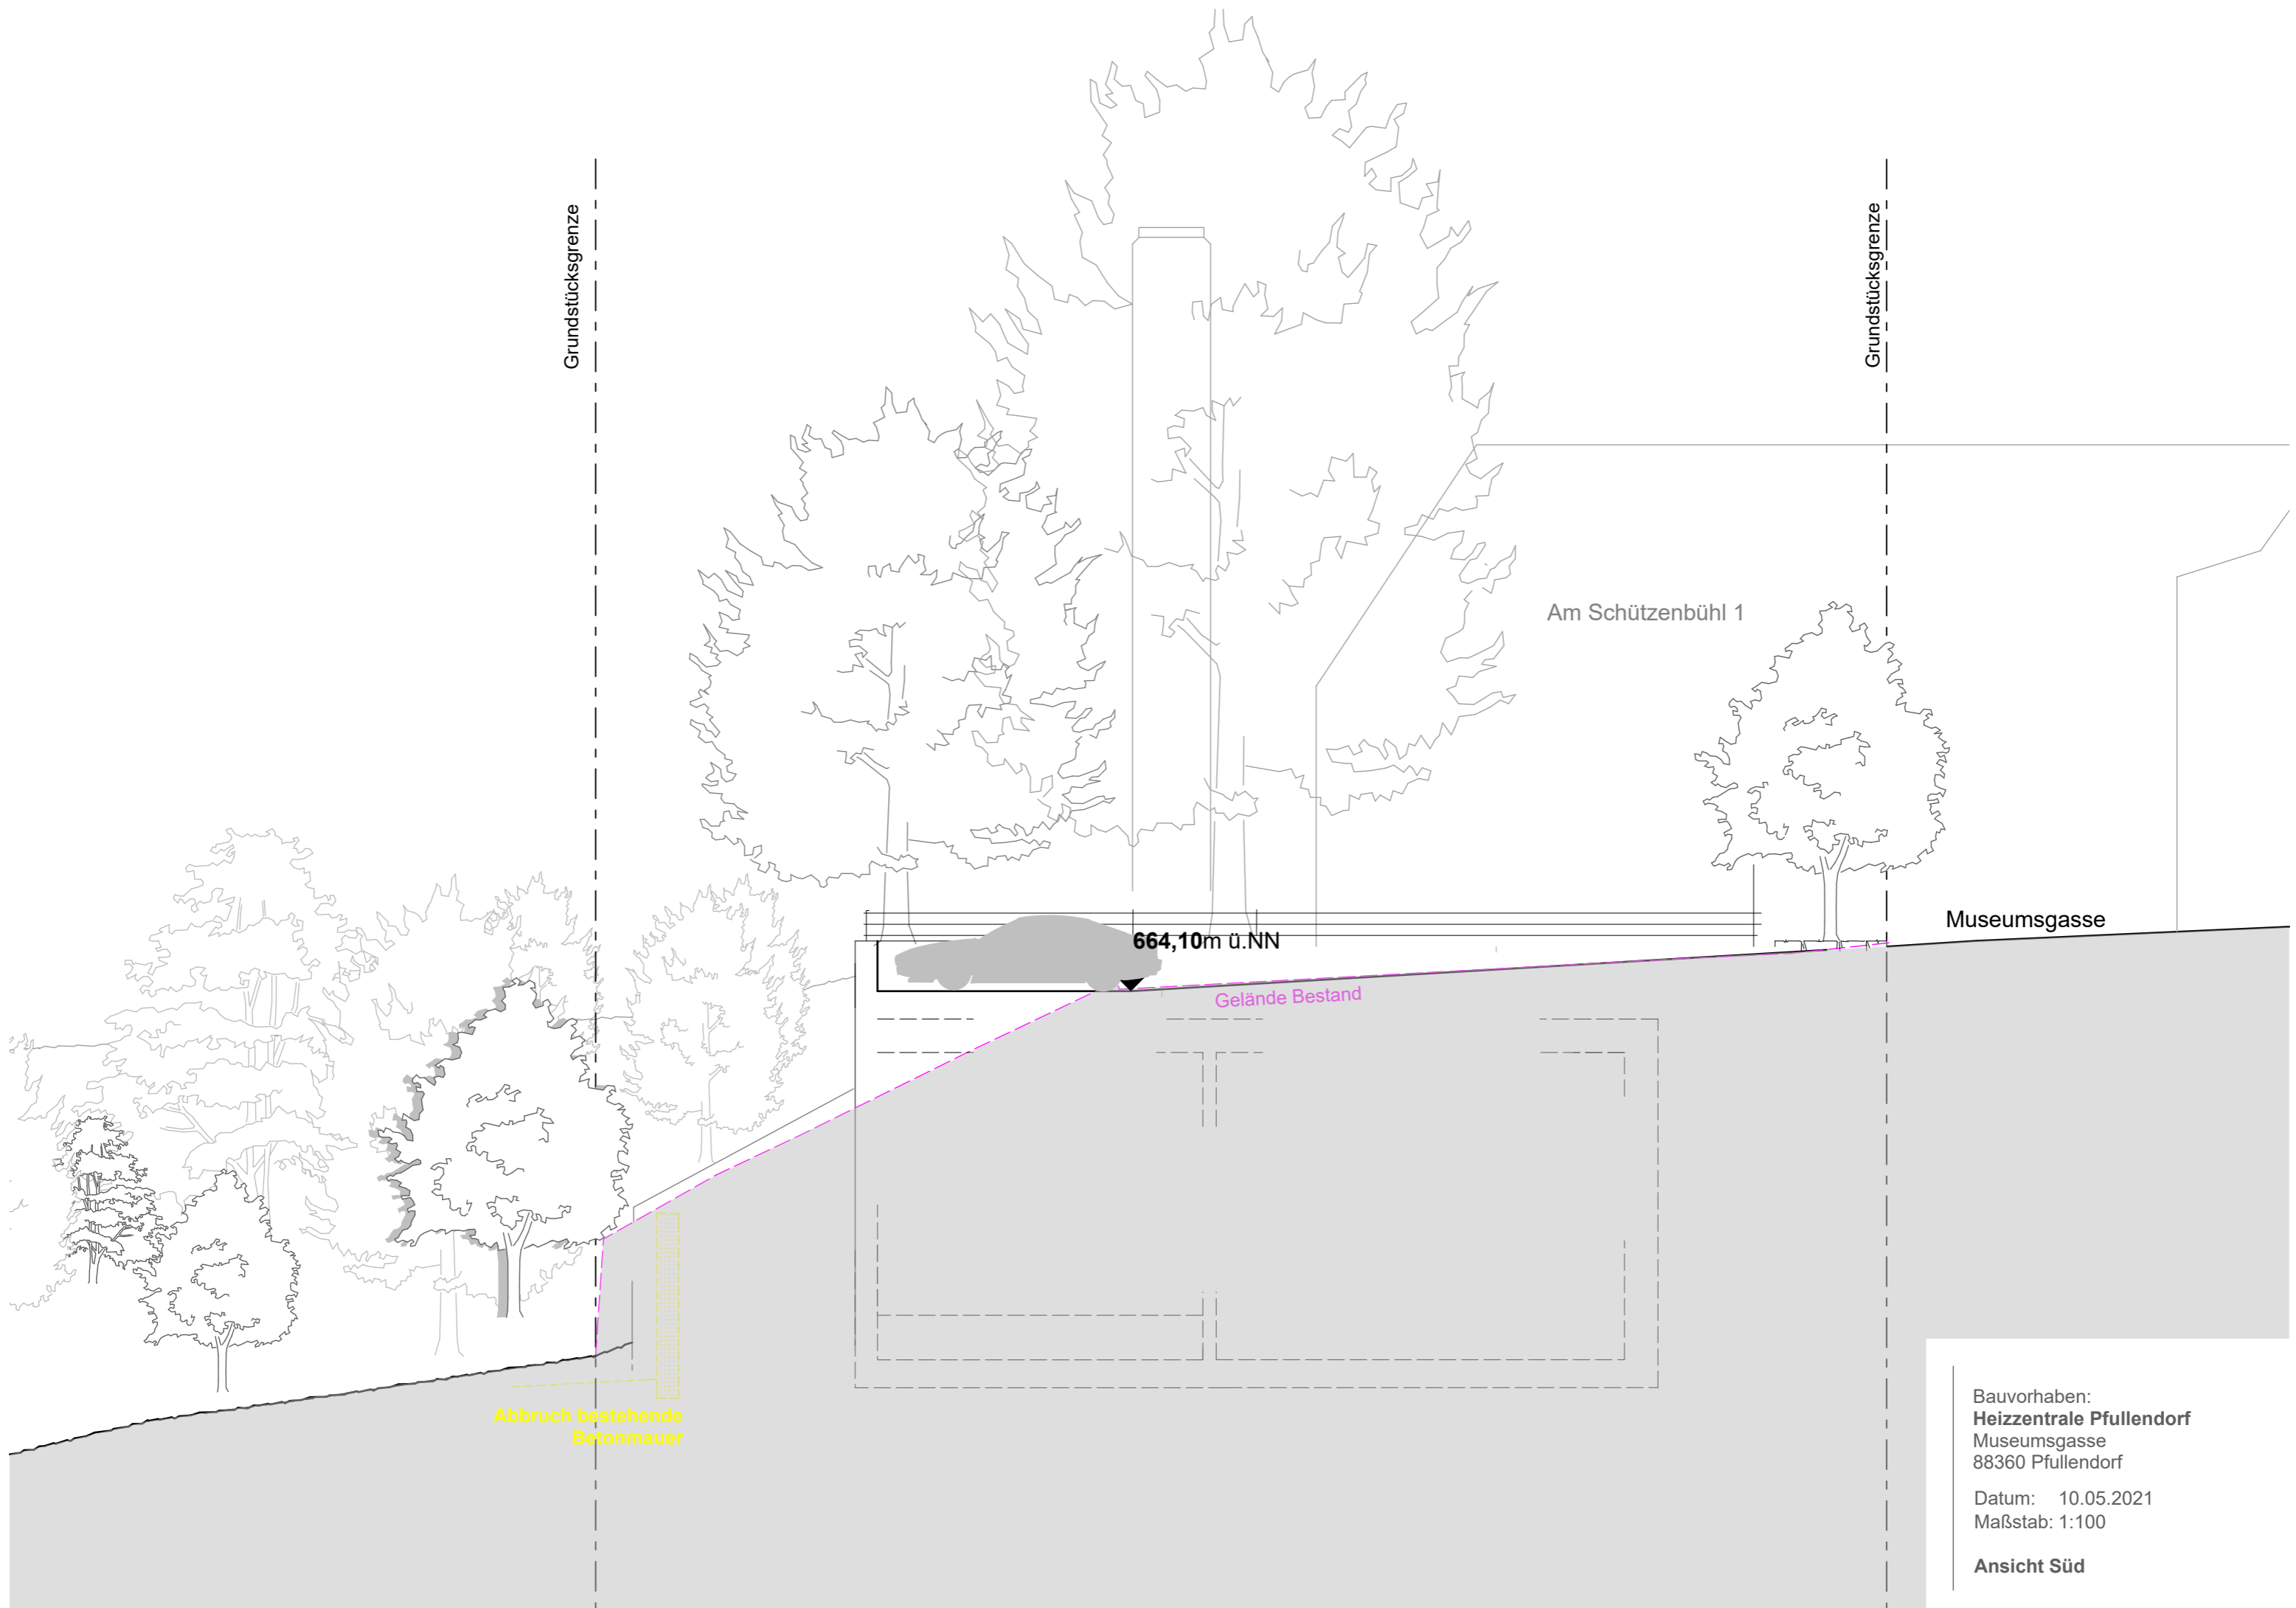 Grundstücksgrenze
Grundstücksgrenze
Am Schützenbühl 1
Museumsgasse
664,10m ü.NN
Gelände Bestand
Abbruch bestehende
Betonmauer
Bauvorhaben:
Heizzentrale Pfullendorf
Museumsgasse
88360 Pfullendorf
Datum: 10.05.2021
Maßstab: 1:100
Ansicht Süd